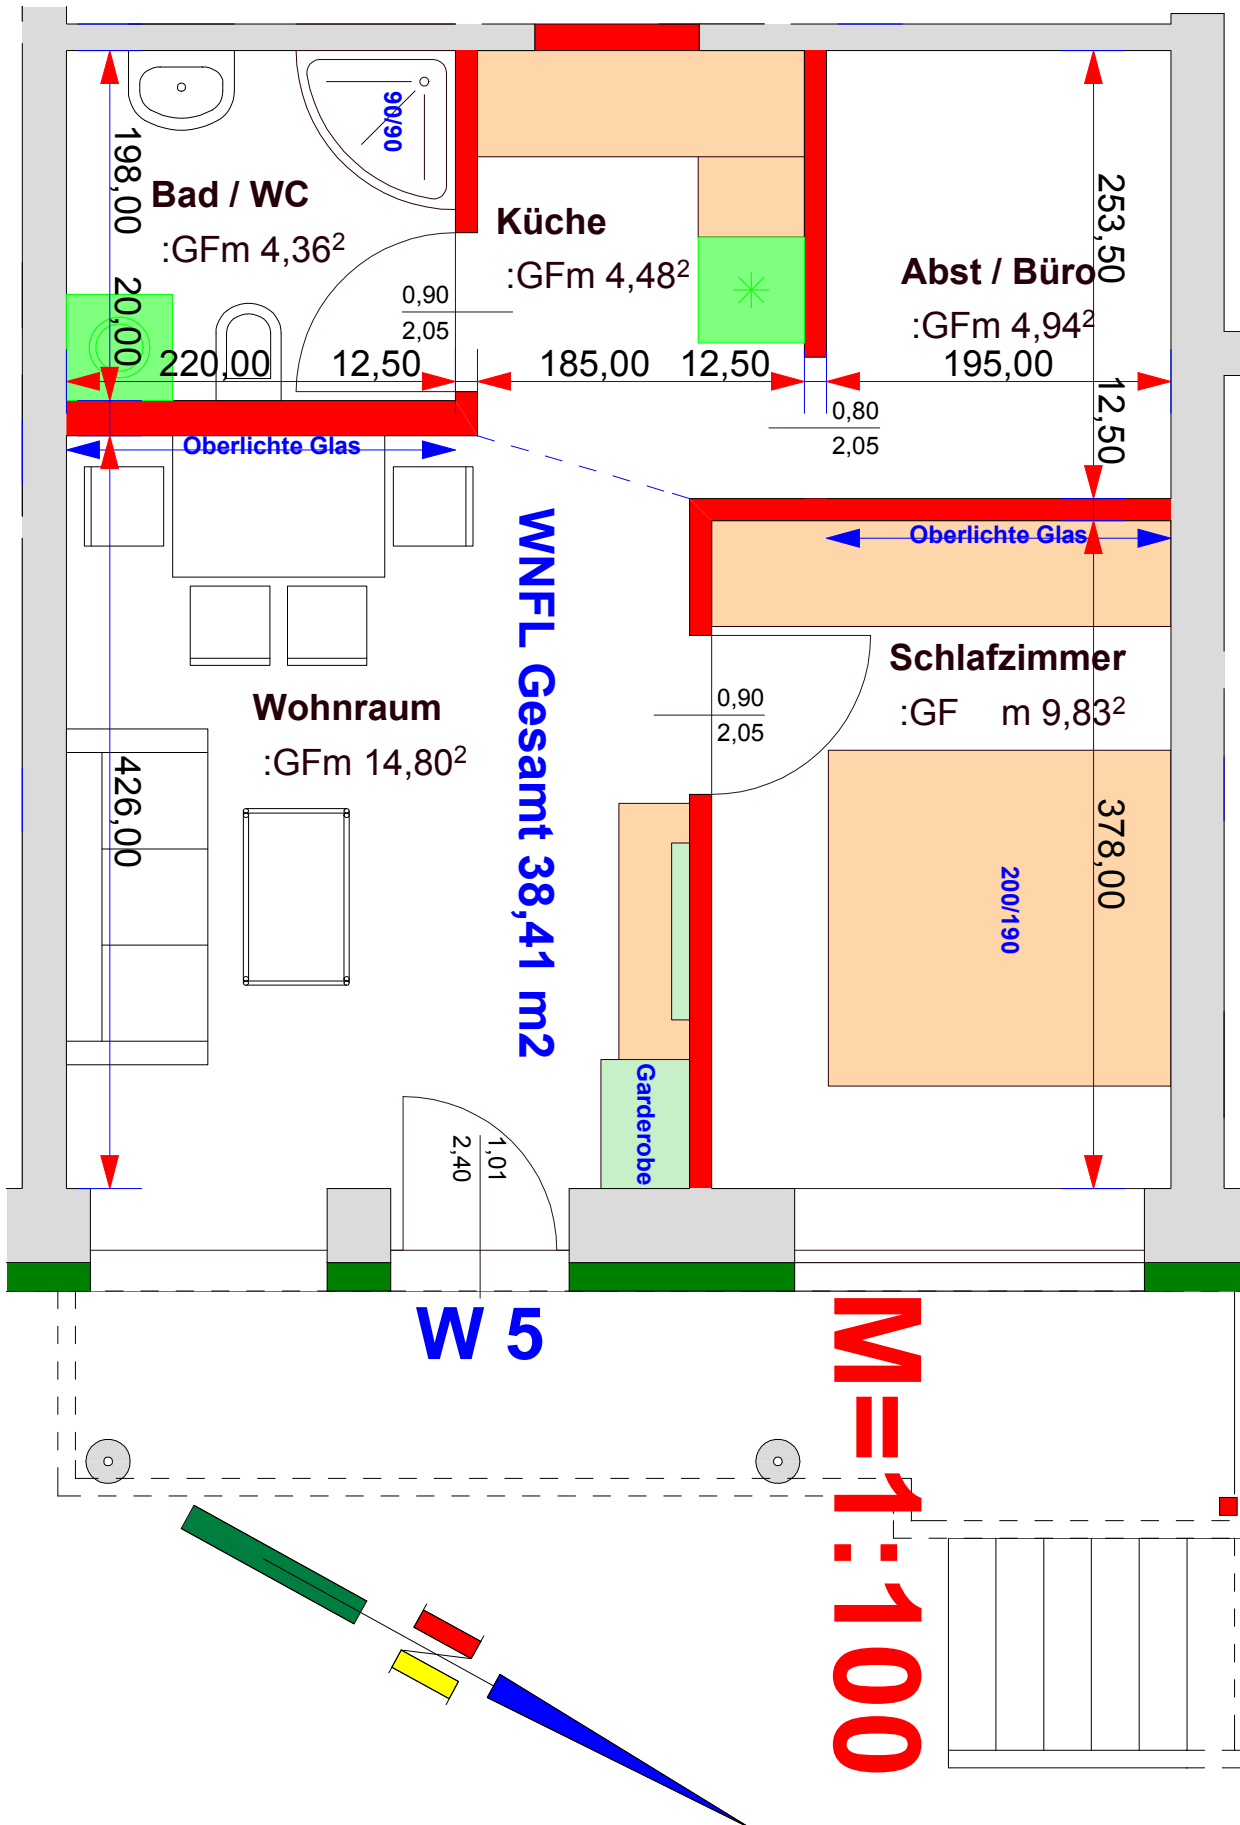 90/90
198,00
Bad / WC
:GFm 4,36²
Küche
:GFm 4,48²
253,50
Abst / Büro
:GFm 4,94²
20,00
0,90
2,05
220,00
12,50
185,00
12,50
195,00
12,50
0,80
2,05
Oberlichte Glas
Oberlichte Glas
WNFL Gesamt 38,41 m2
Schlafzimmer
:GF m 9,83²
0,90
2,05
Wohnraum
:GFm 14,80²
426,00
378,00
200/190
Garderobe
1,01
2,40
W 5
M=1:100